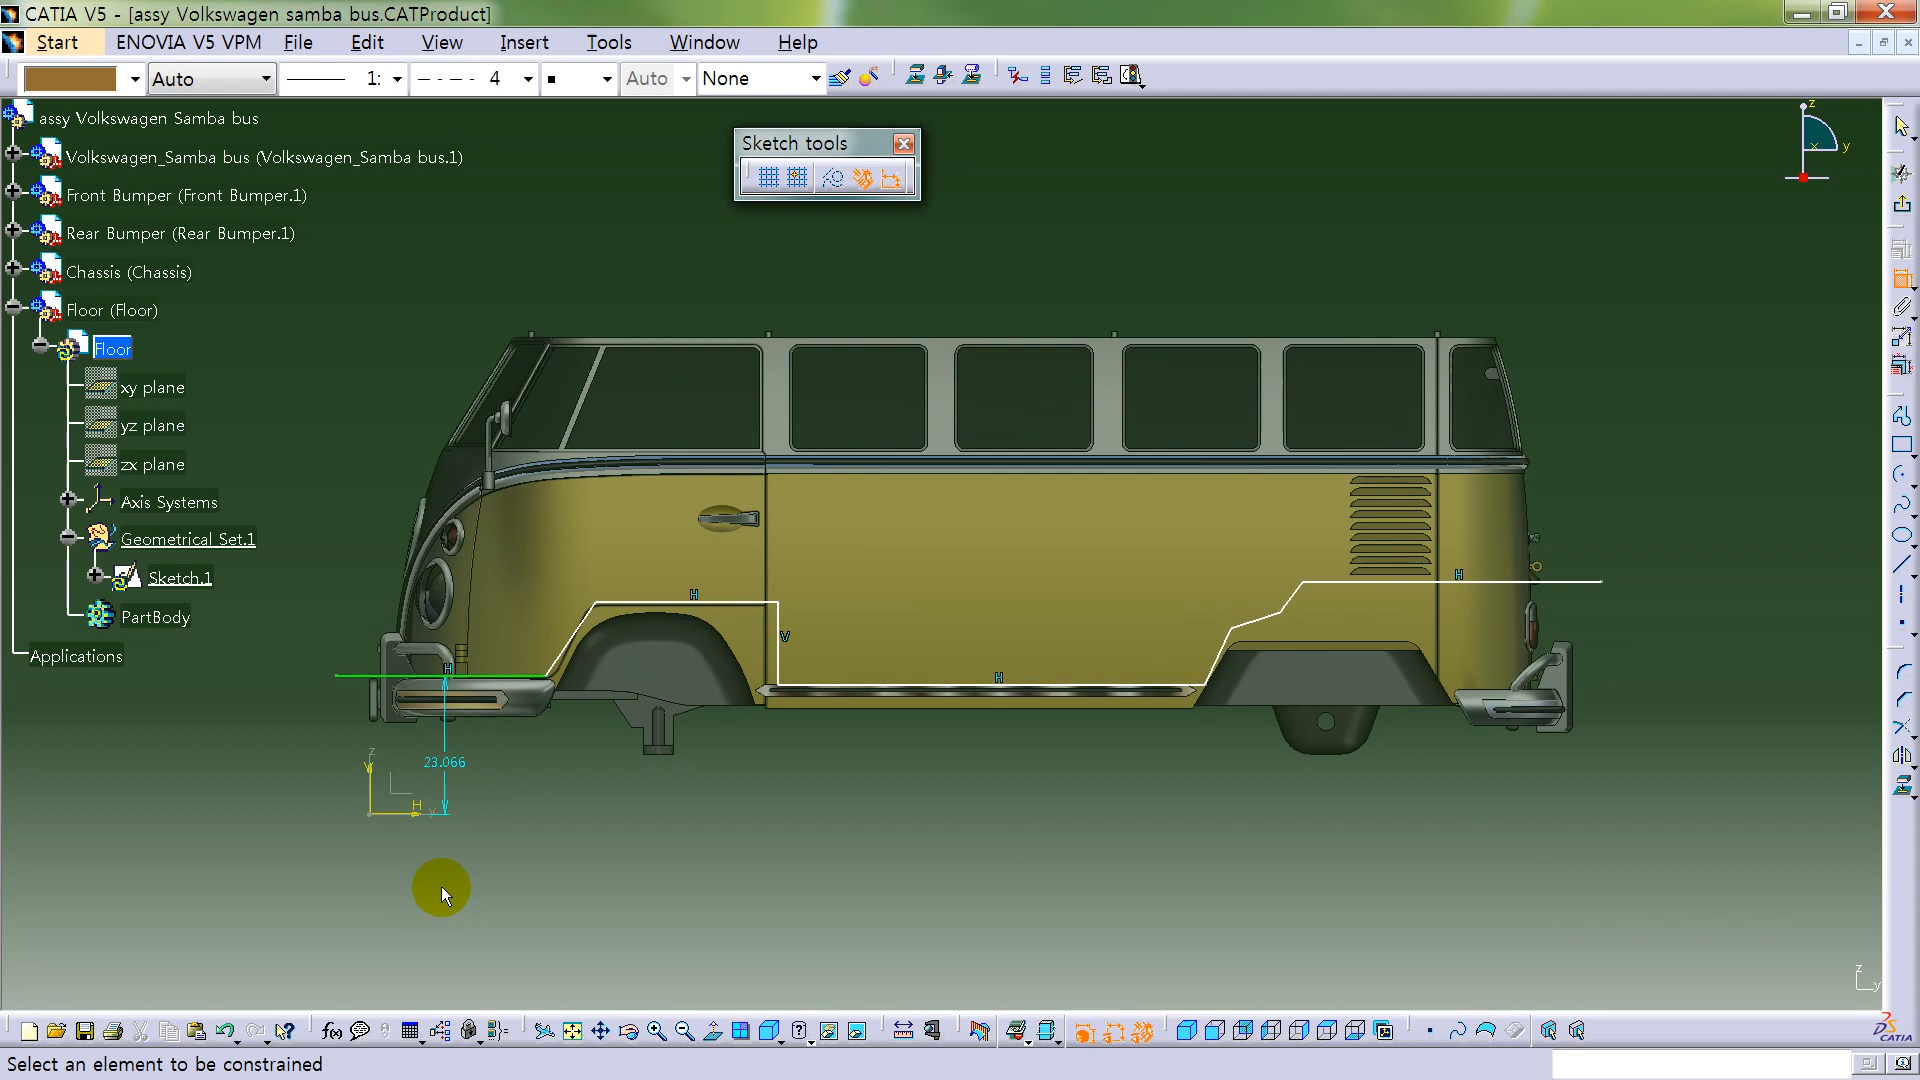 CATIA V5 - [assy Volkswagen samba bus.CATProduct]
Start ENOVIA V5 VPM File Edit View Insert Tools Window Help
Auto 1: 4 Auto None
assy Volkswagen Samba bus
Volkswagen_Samba bus (Volkswagen_Samba bus.1)
Front Bumper (Front Bumper.1)
Rear Bumper (Rear Bumper.1)
Chassis (Chassis)
Floor (Floor)
Floor
xy plane
yz plane
zx plane
Axis Systems
Geometrical Set.1
Sketch.1
PartBody
Applications
Sketch tools
z
x y
H
H
V
H
H
23.066
z
V
H
y
z
y
f(x)
CATIA
Select an element to be constrained